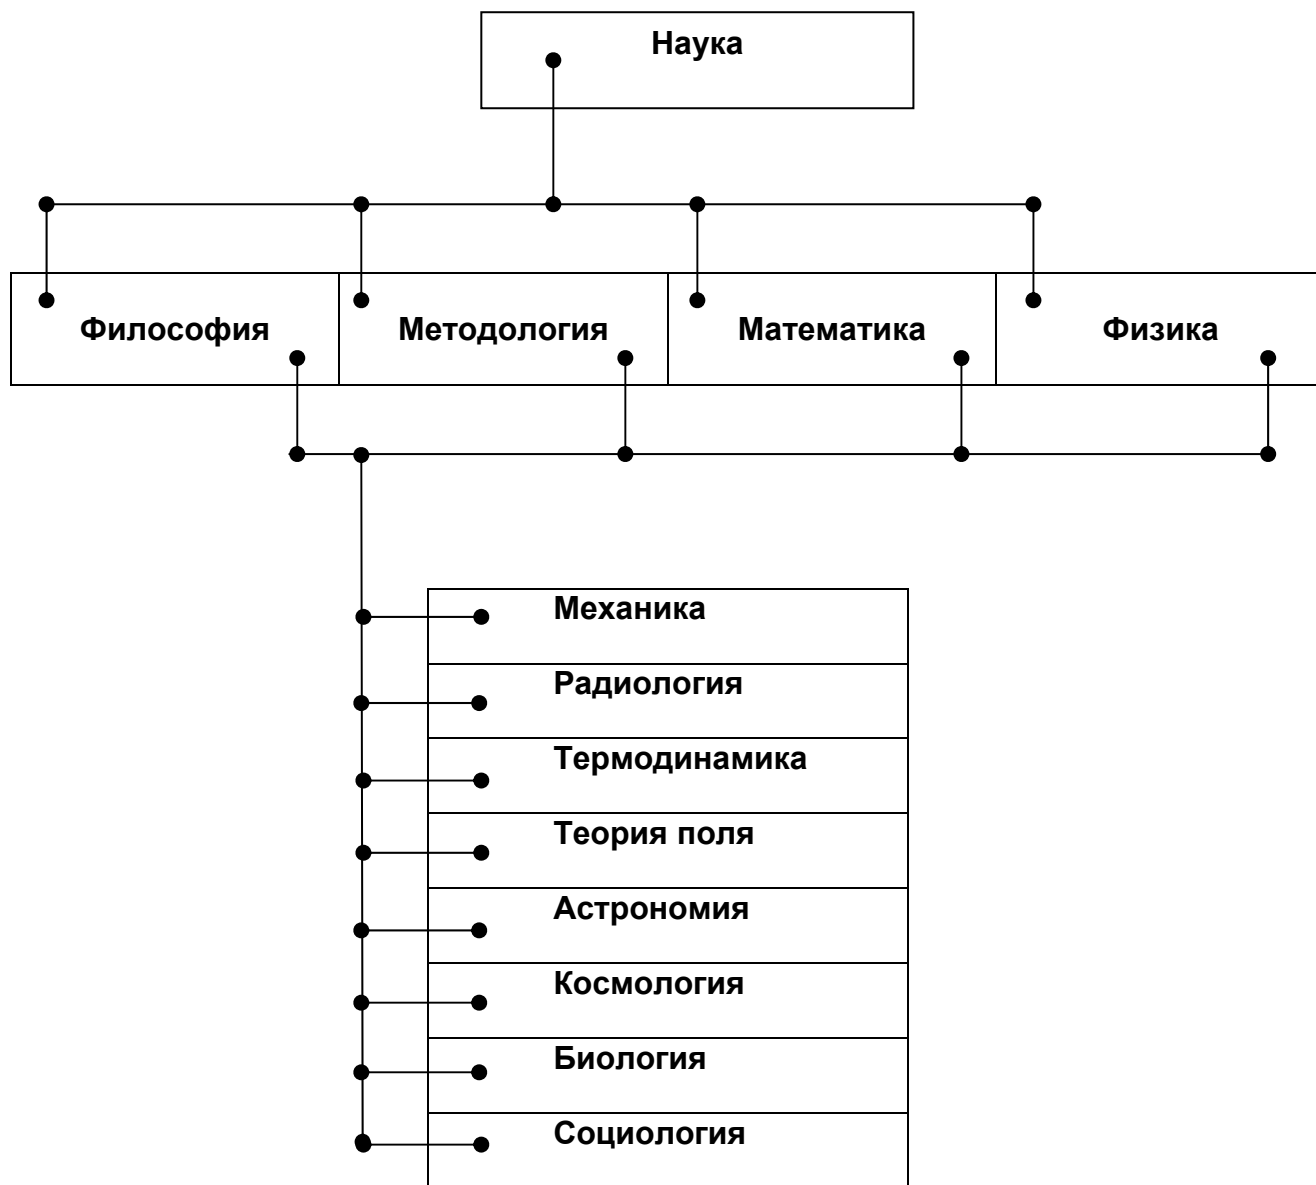 Наука
Философия
Методология
Математика
Физика
Механика
Радиология
Термодинамика
Теория поля
Астрономия
Космология
Биология
Социология